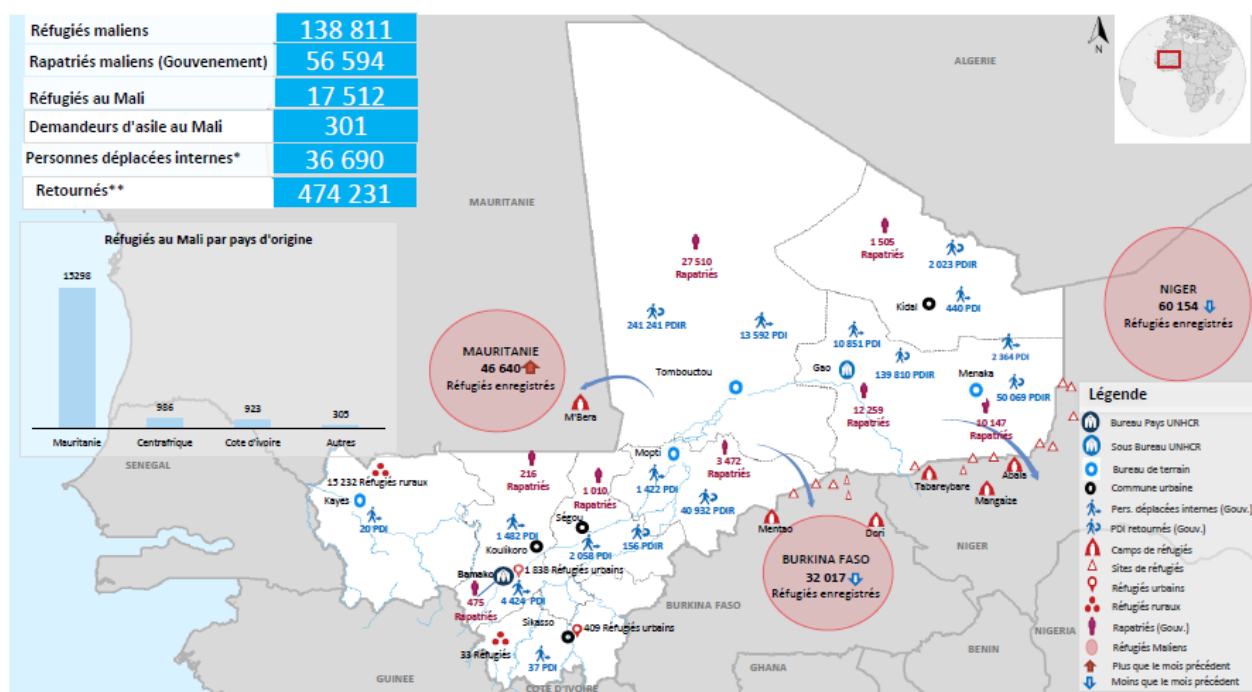 Réfugiés maliens 138 811
Rapatriés maliens (Gouvenement) 56 594
Réfugiés au Mali 17 512
Demandeurs d'asile au Mali 301
Personnes déplacées internes* 36 690
Retournés** 474 231
Réfugiés au Mali par pays d'origine
15298
986
923
305
Mauritanie
Centrafrique
Cote d'ivoire
Autres
N
ALGERIE
MAURITANIE
SENEGAL
GUINEE
COTE D'IVOIRE
GHANA
BENIN
NIGERIA
NIGER
BURKINA FASO
MAURITANIE
46 640
Réfugiés enregistrés
NIGER
60 154
Réfugiés enregistrés
BURKINA FASO
32 017
Réfugiés enregistrés
27 510
Rapatriés
1 505
Rapatriés
2 023 PDIR
Kidal
440 PDI
241 241 PDIR
13 592 PDI
10 851 PDI
2 364 PDI
Tombouctou
Gao
139 810 PDIR
Menaka
50 069 PDIR
M'Bera
12 259
Rapatriés
10 147
Rapatriés
Mopti
3 472
Rapatriés
216
Rapatriés
1 010
Rapatriés
1 422 PDI
40 932 PDIR
Tabareybare
Abala
Mangaize
Mentao
Dori
15 232 Réfugiés ruraux
Kayes
20 PDI
Ségou
1 482 PDI
Koulikoro
2 058 PDI
156 PDIR
Bamako
1 838 Réfugiés urbains
475
Rapatriés
4 424 PDI
Sikasso
409 Réfugiés urbains
33 Réfugiés
37 PDI
Légende
Bureau Pays UNHCR
Sous Bureau UNHCR
Bureau de terrain
Commune urbaine
Pers. déplacées internes (Gouv.)
PDI retournés (Gouv.)
Camps de réfugiés
Sites de réfugiés
Réfugiés urbains
Réfugiés ruraux
Rapatriés (Gouv.)
Réfugiés Maliens
Plus que le mois précédent
Moins que le mois précédent